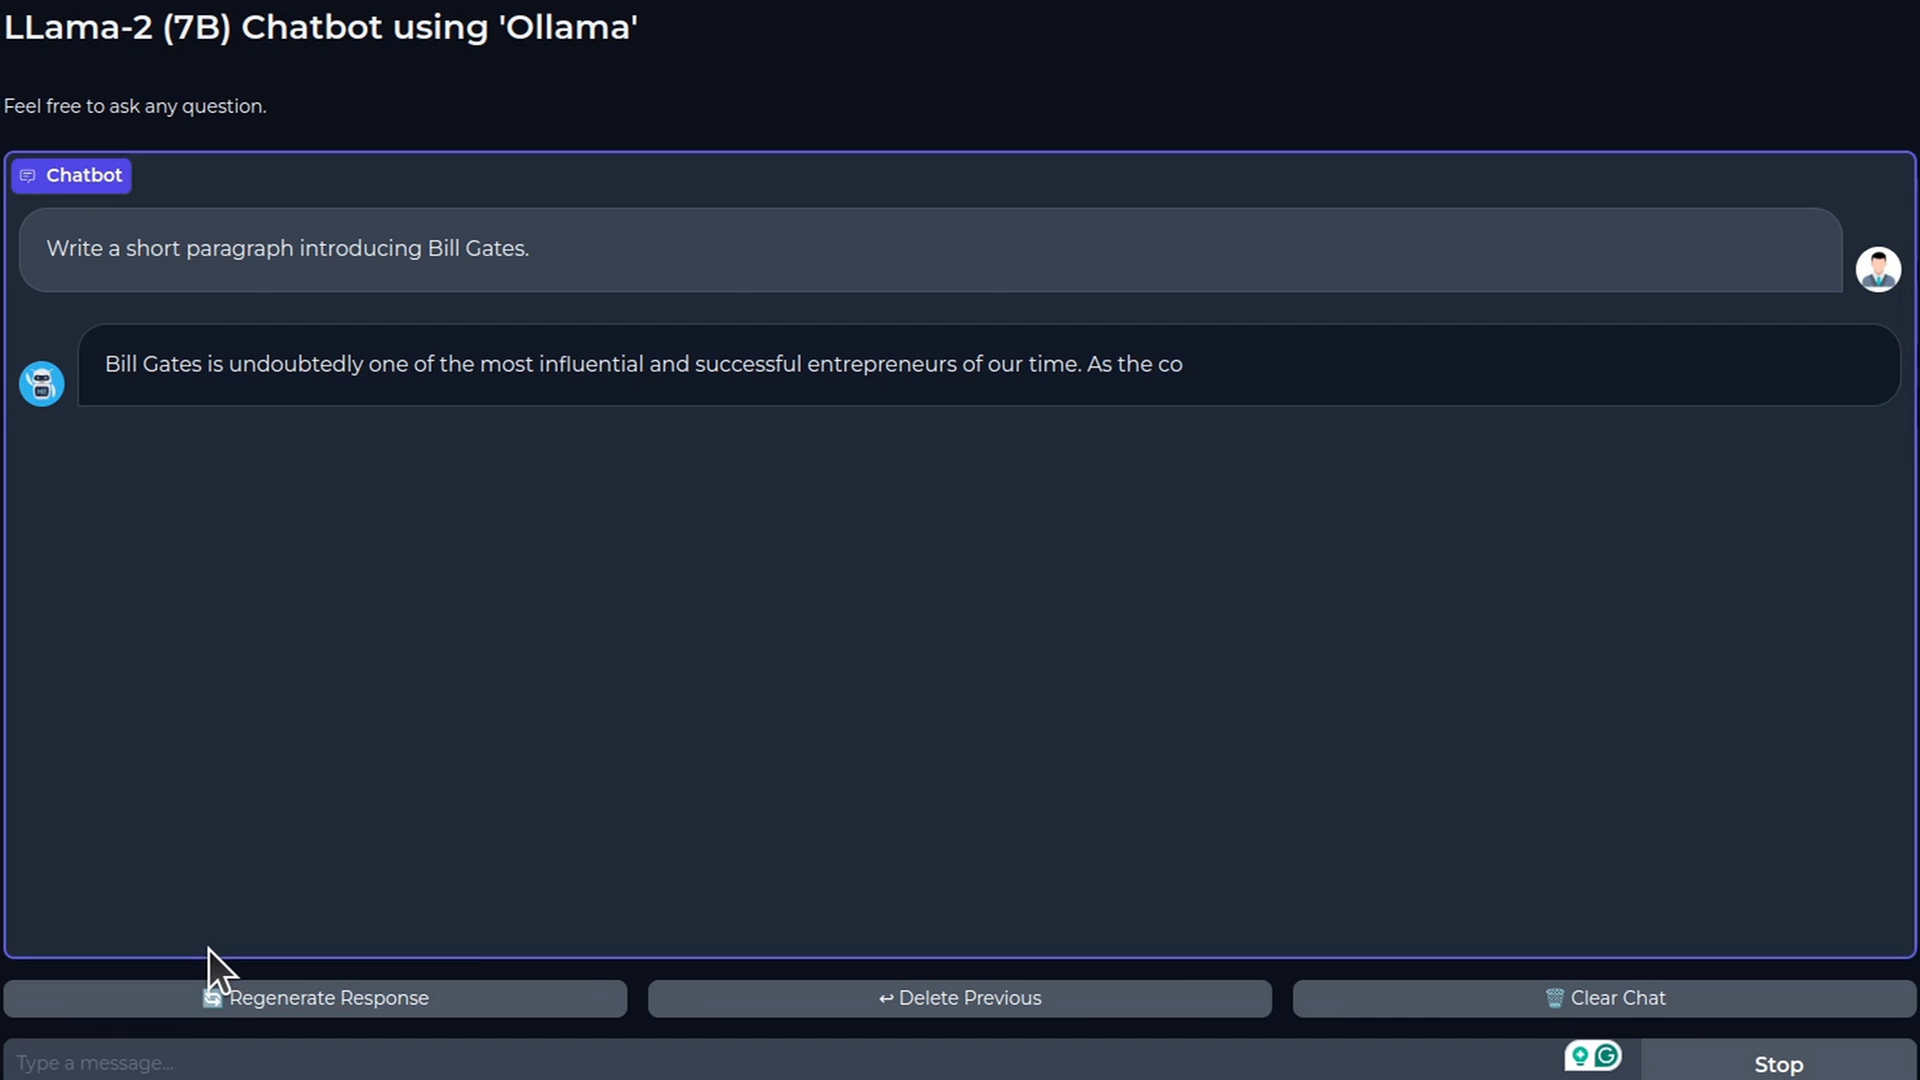 LLama-2 (7B) Chatbot using 'Ollama'
Feel free to ask any question.
Chatbot
Write a short paragraph introducing Bill Gates.
Bill Gates is undoubtedly one of the most influential and successful entrepreneurs of our time. As the co
Regenerate Response
Delete Previous
Clear Chat
Type a message...
Stop